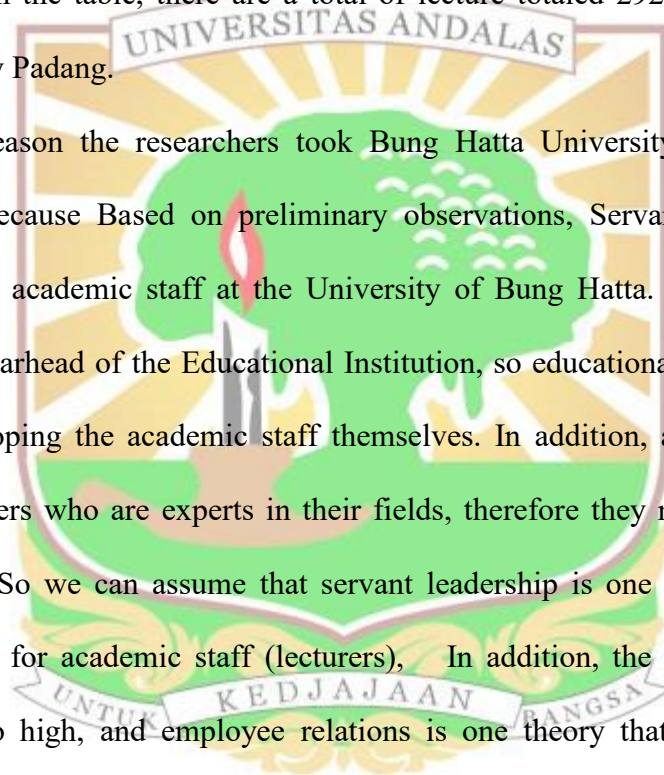 the table, there are a total of lecture totaled 292
UNIVERSITAS ANDALAS
Padang.
eason the researchers took Bung Hatta University
ecause Based on preliminary observations, Serva
academic staff at the University of Bung Hatta.
arhead of the Educational Institution, so educationa
oping the academic staff themselves. In addition, a
ers who are experts in their fields, therefore they
So we can assume that servant leadership is one
for academic staff (lecturers), In addition, the
UNTUK KEDJAJAAN BANGSA
high, and employee relations is one theory that